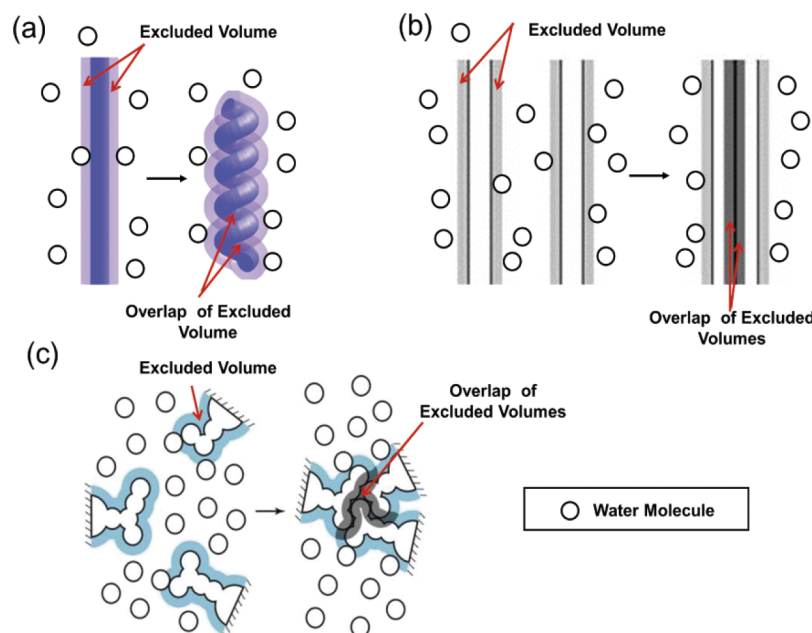 (a)
Excluded Volume
Overlap of Excluded
Volume
(b)
Excluded Volume
Overlap of Excluded
Volumes
(c)
Excluded Volume
Overlap of
Excluded Volumes
Water Molecule